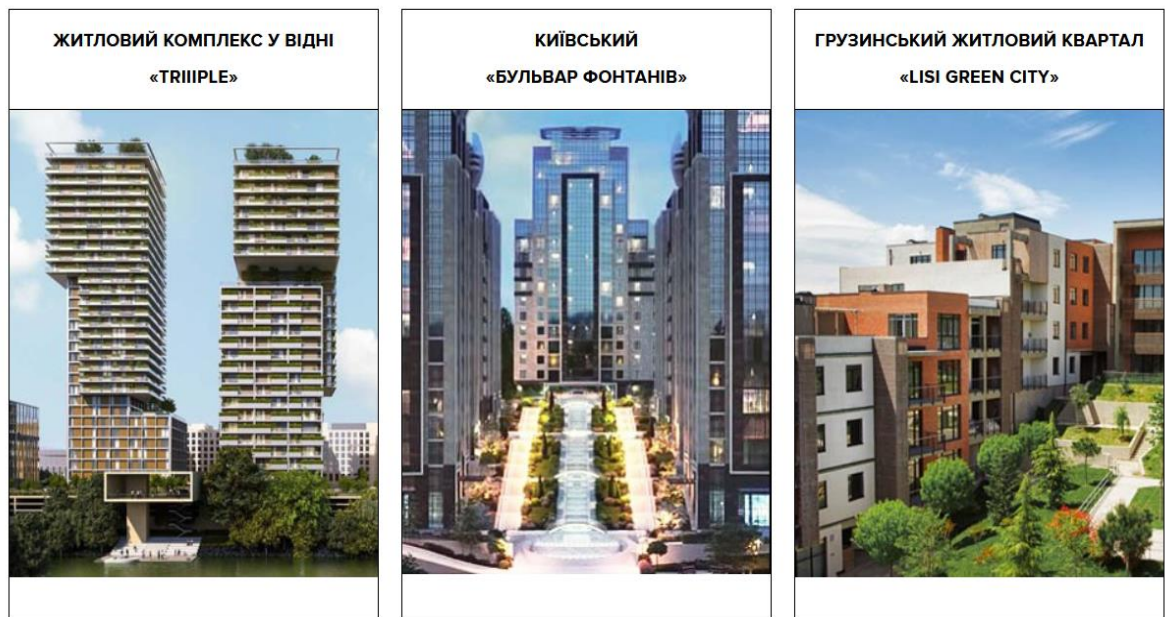 ЖИТЛОВИЙ КОМПЛЕКС У ВІДНІ
«TRIIIPLE»
КИЇВСЬКИЙ
«БУЛЬВАР ФОНТАНІВ»
ГРУЗИНСЬКИЙ ЖИТЛОВИЙ КВАРТАЛ
«LISI GREEN CITY»